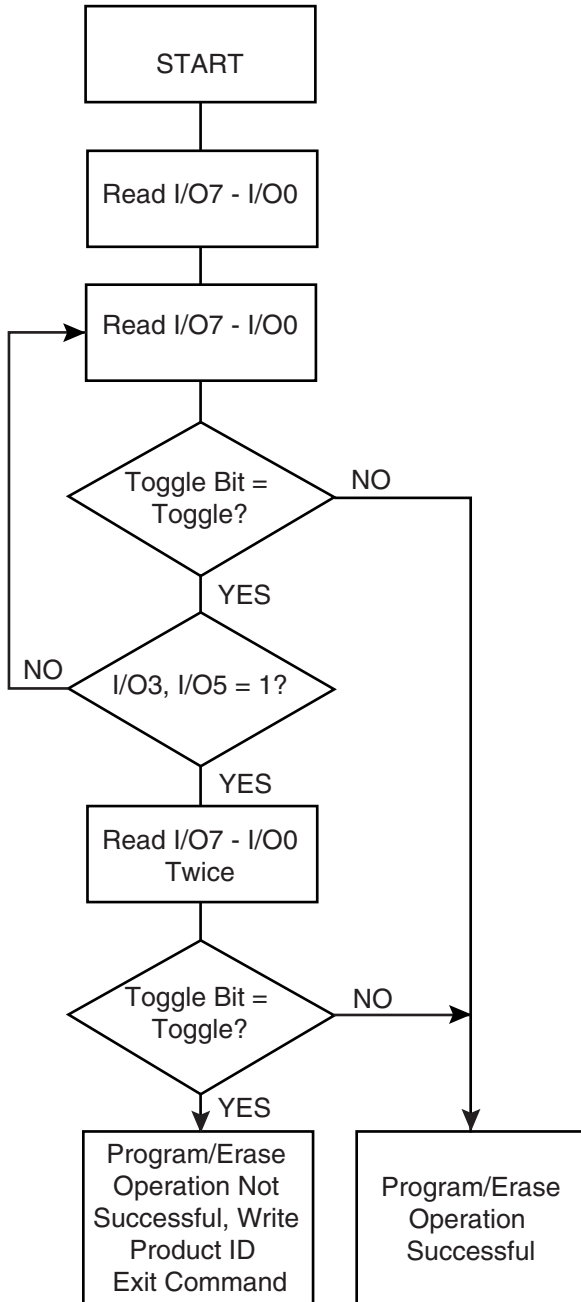 START
Read I/O7 - I/O0
Read I/O7 - I/O0
Toggle Bit =
Toggle?
NO
YES
NO
I/O3, I/O5 = 1?
YES
Read I/O7 - I/O0
Twice
Toggle Bit =
Toggle?
NO
YES
Program/Erase
Operation Not
Successful, Write
Product ID
Exit Command
Program/Erase
Operation
Successful